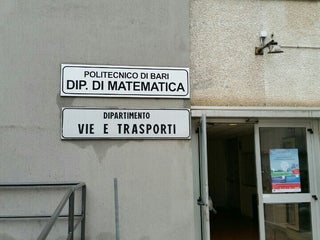 POLITECNICO DI BARI
DIP. DI MATEMATICA
DIPARTIMENTO
VIE E TRASPORTI